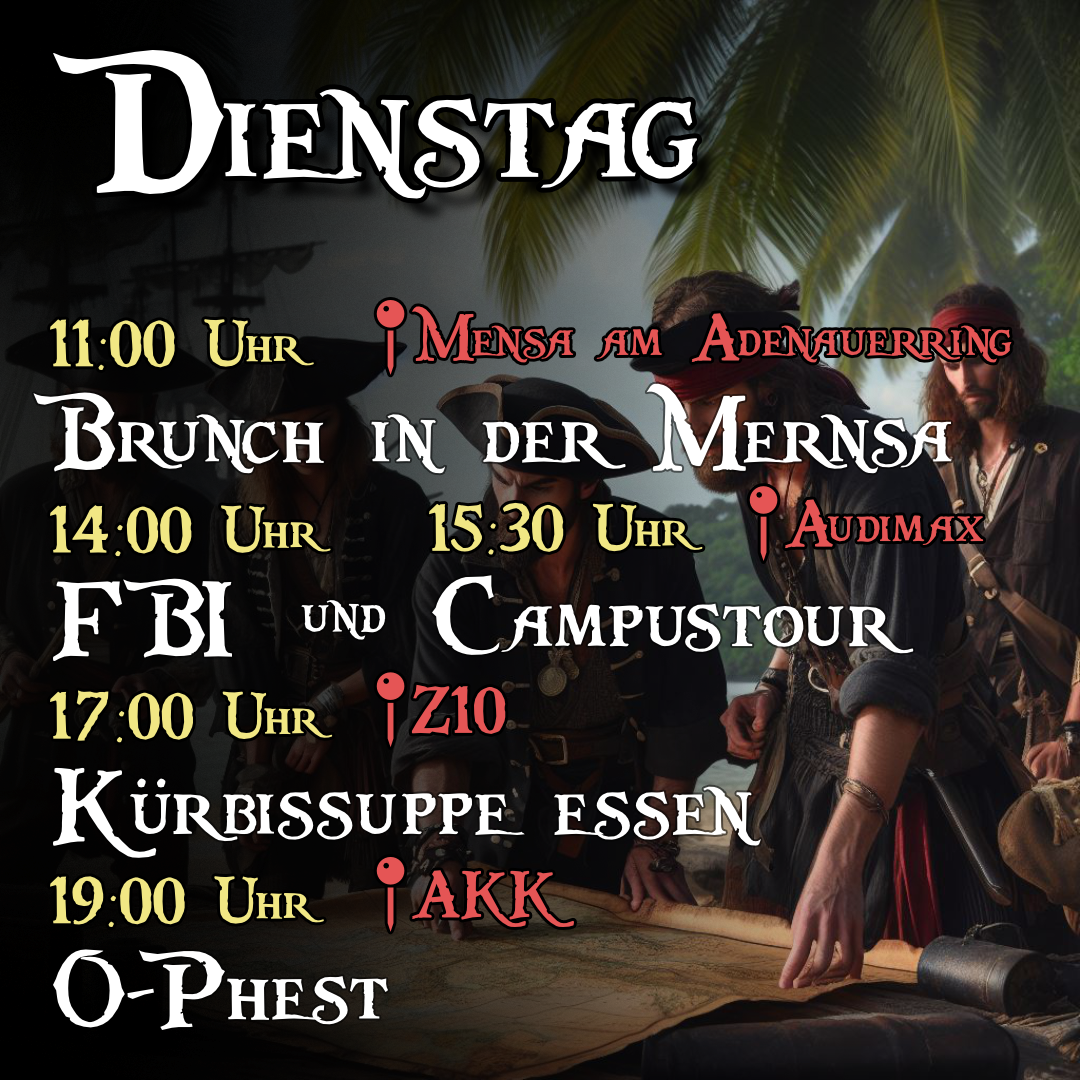 Dienstag
11:00 Uhr Mensa am Adenauerring
Brunch in der Mernsa
14:00 Uhr 15:30 Uhr Audimax
FBI und Campustour
17:00 Uhr Z10
Kürbissuppe essen
19:00 Uhr AKK
O-Phest